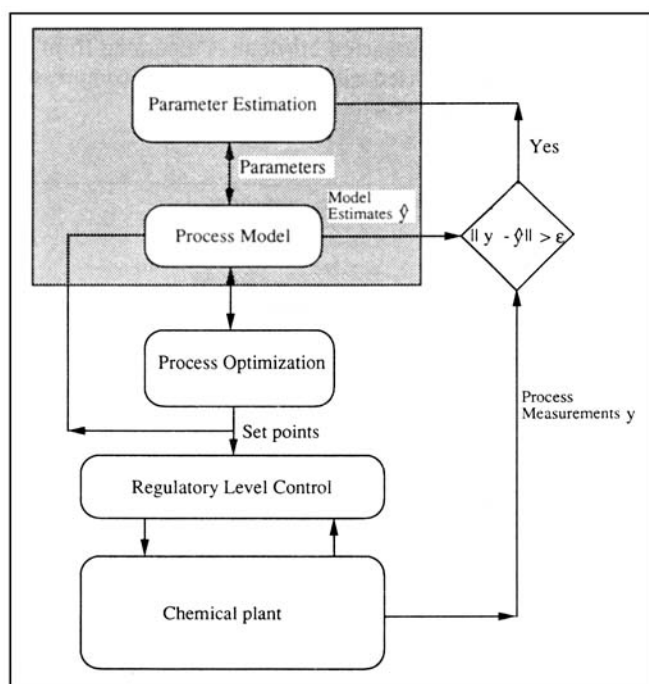 Parameter Estimation
Yes
Parameters
Model
Estimates ŷ
Process Model
|| y - ŷ || > ε
Process Optimization
Process
Measurements y
Set points
Regulatory Level Control
Chemical plant